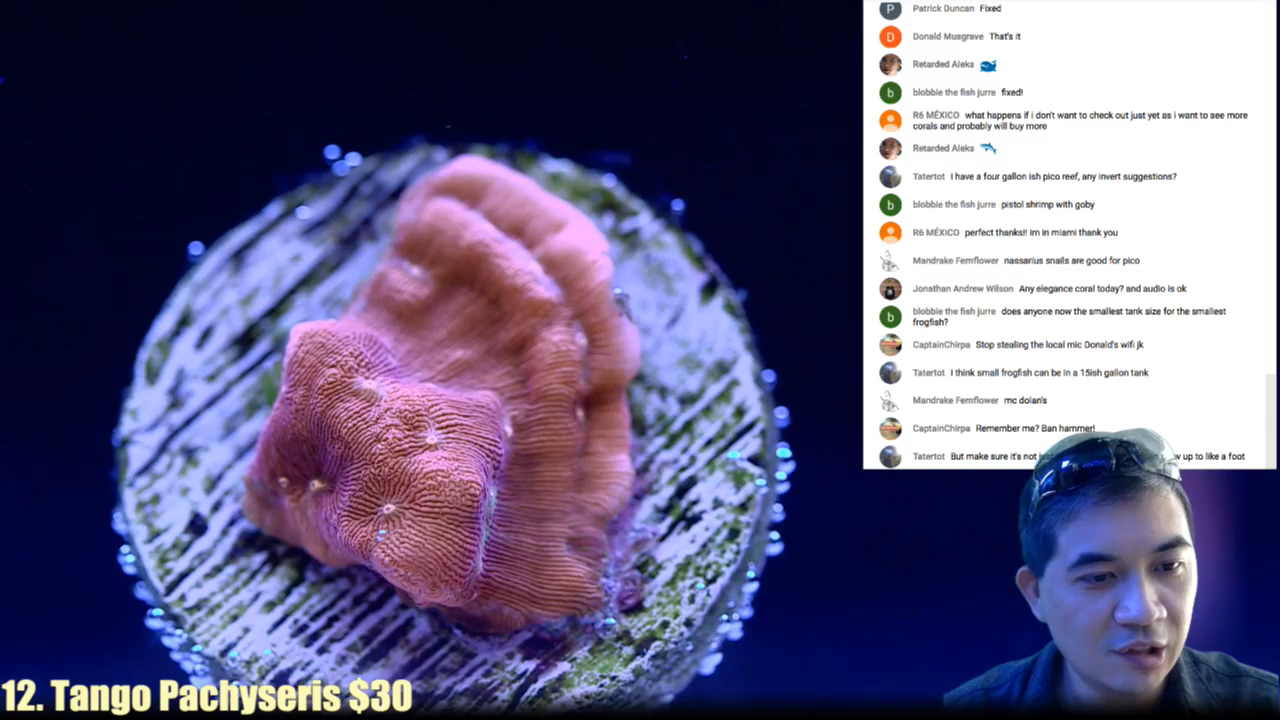 Patrick Duncan Fixed
D Donald Musgrave That's it
Retarded Aleks
b blobbie the fish jurre fixed!
R6 MÉXICO what happens if i don't want to check out just yet as i want to see more
corals and probably will buy more
Retarded Aleks
Tatertot I have a four gallon ish pico reef, any invert suggestions?
b blobbie the fish jurre pistol shrimp with goby
R6 MÉXICO perfect thanks!! im in miami thank you
Mandrake Fernflower nassarius snails are good for pico
Jonathan Andrew Wilson Any elegance coral today? and audio is ok
b blobbie the fish jurre does anyone now the smallest tank size for the smallest
frogfish?
CaptainChirpa Stop stealing the local mic Donald's wifi jk
Tatertot I think small frogfish can be in a 15ish gallon tank
Mandrake Fernflower mc dolan's
CaptainChirpa Remember me? Ban hammer!
Tatertot But make sure it's not up to like a foot
12. Tango Pachyseris $30